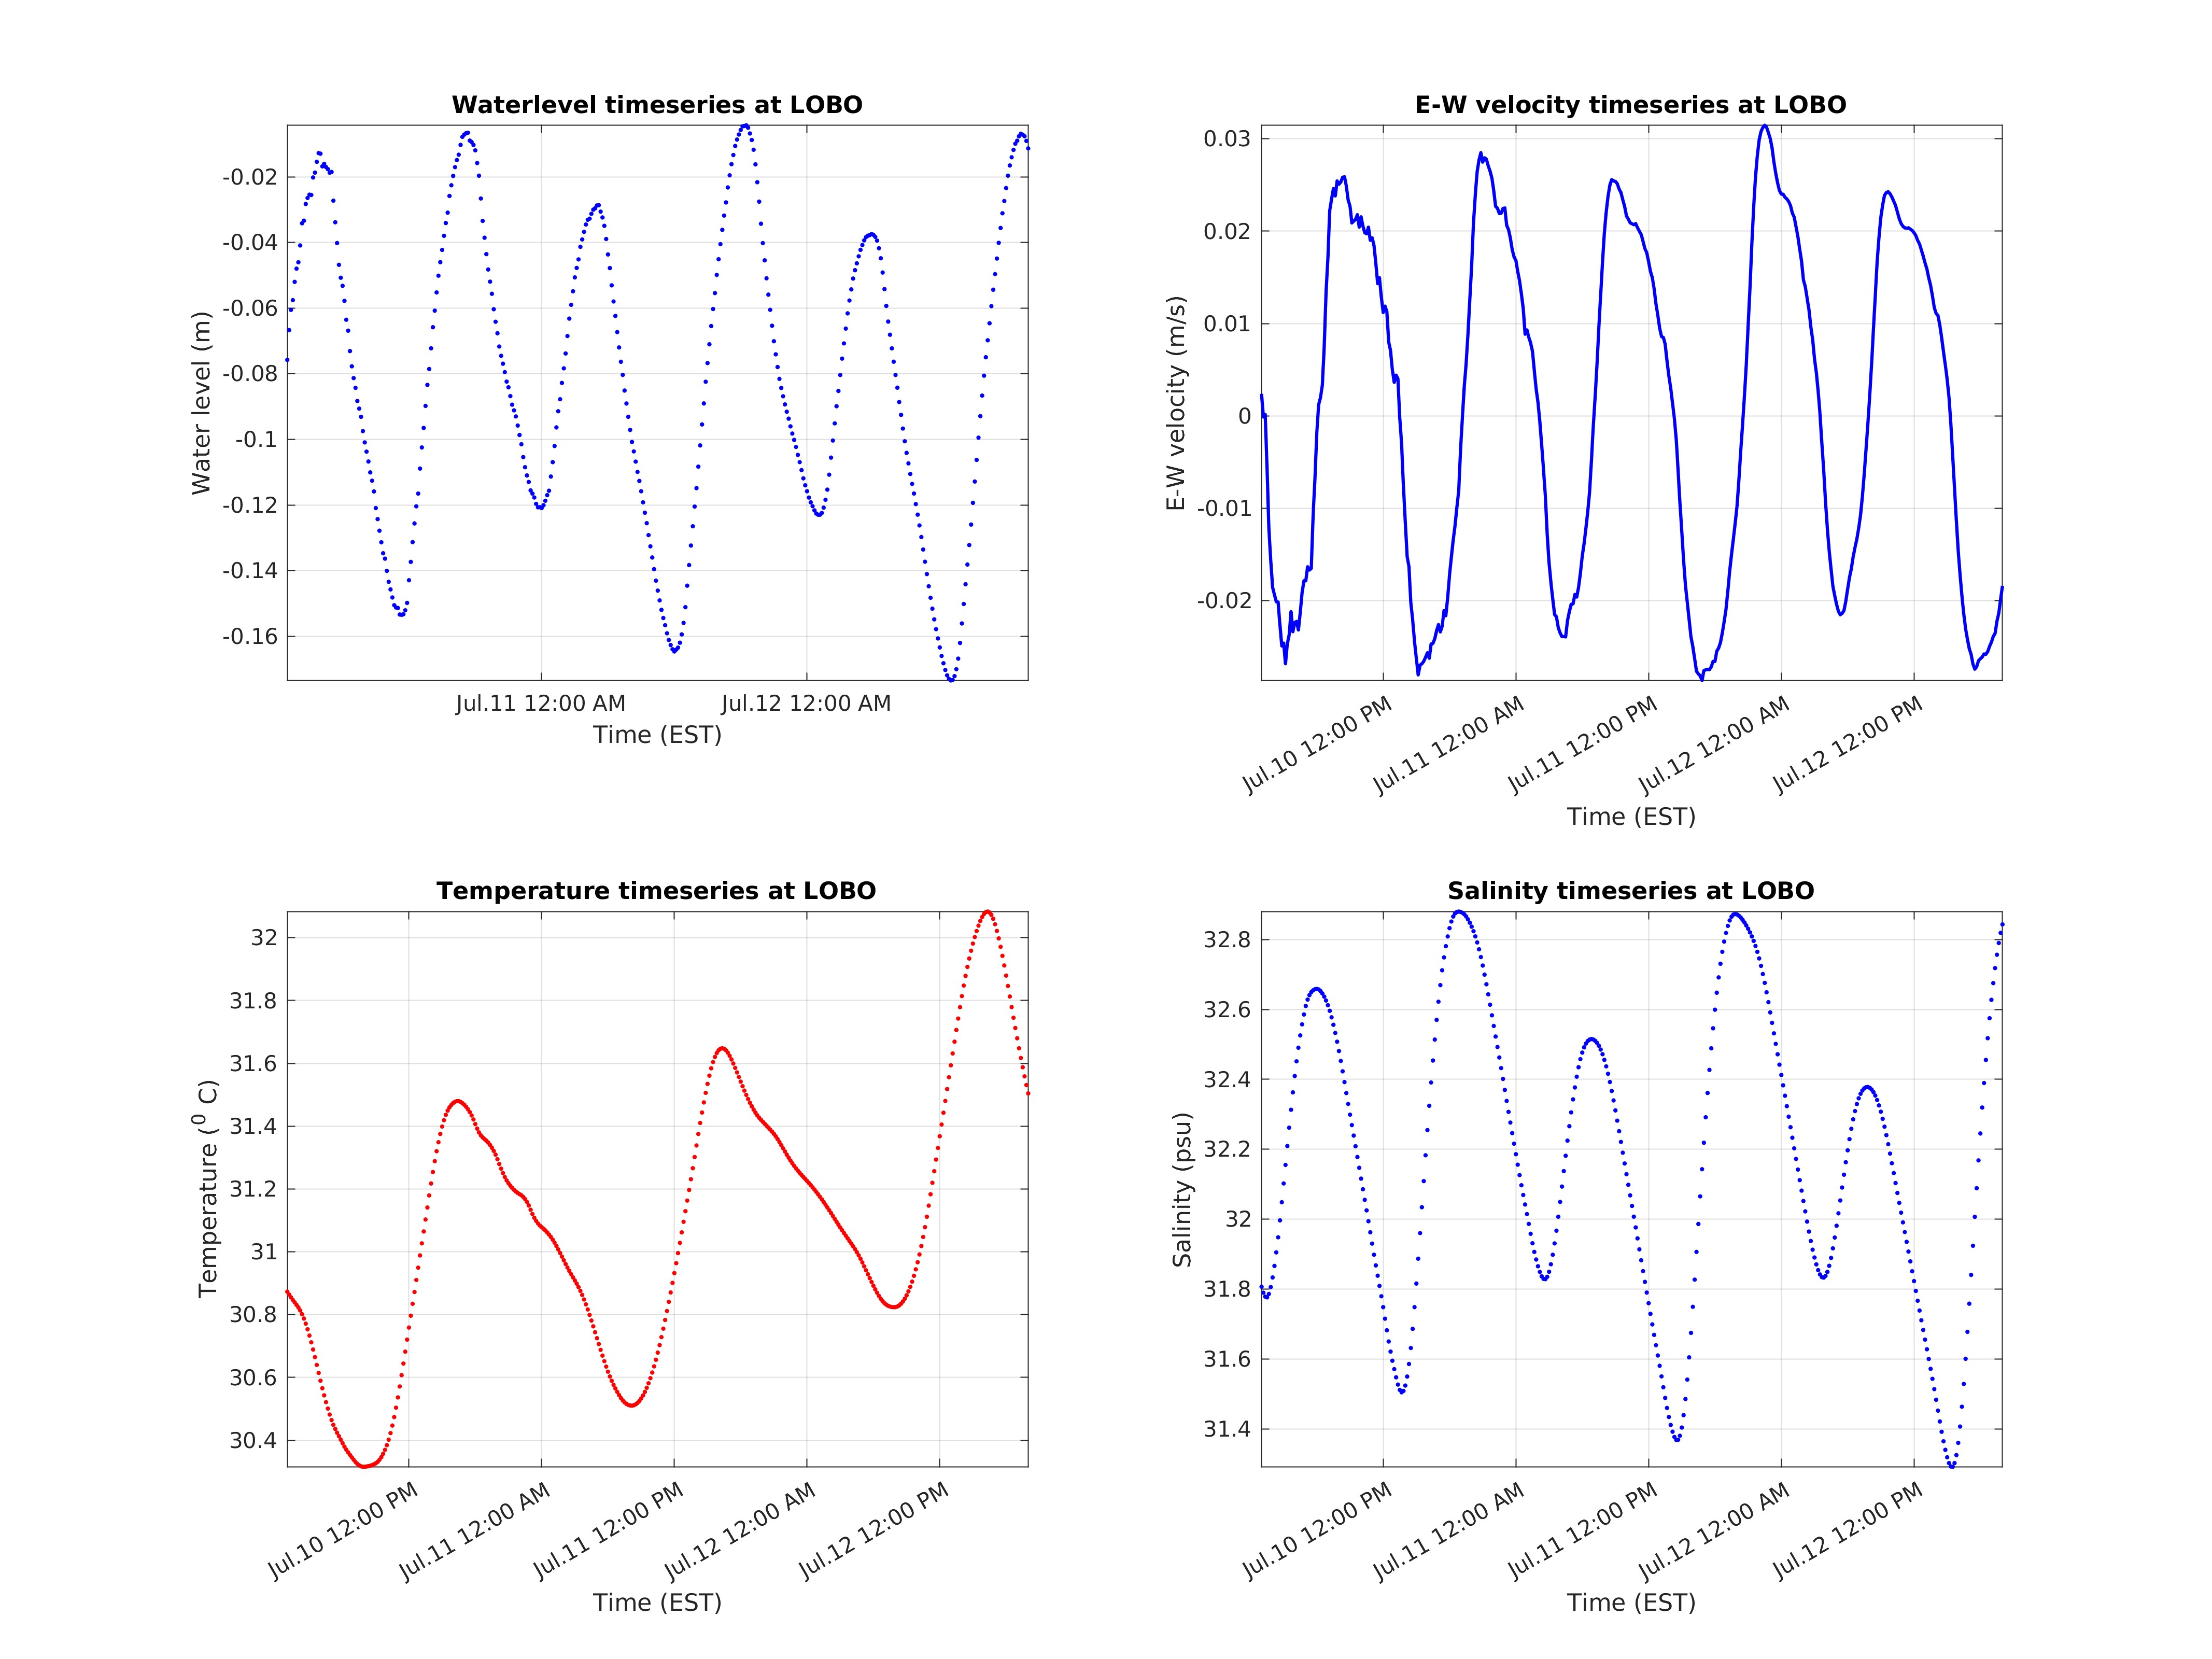 Waterlevel timeseries at LOBO
Water level (m)
-0.02
-0.04
-0.06
-0.08
-0.1
-0.12
-0.14
-0.16
Jul.11 12:00 AM
Jul.12 12:00 AM
Time (EST)
E-W velocity timeseries at LOBO
E-W velocity (m/s)
0.03
0.02
0.01
0
-0.01
-0.02
Jul.10 12:00 PM
Jul.11 12:00 AM
Jul.11 12:00 PM
Jul.12 12:00 AM
Jul.12 12:00 PM
Time (EST)
Temperature timeseries at LOBO
Temperature (⁰ C)
32
31.8
31.6
31.4
31.2
31
30.8
30.6
30.4
Jul.10 12:00 PM
Jul.11 12:00 AM
Jul.11 12:00 PM
Jul.12 12:00 AM
Jul.12 12:00 PM
Time (EST)
Salinity timeseries at LOBO
Salinity (psu)
32.8
32.6
32.4
32.2
32
31.8
31.6
31.4
Jul.10 12:00 PM
Jul.11 12:00 AM
Jul.11 12:00 PM
Jul.12 12:00 AM
Jul.12 12:00 PM
Time (EST)